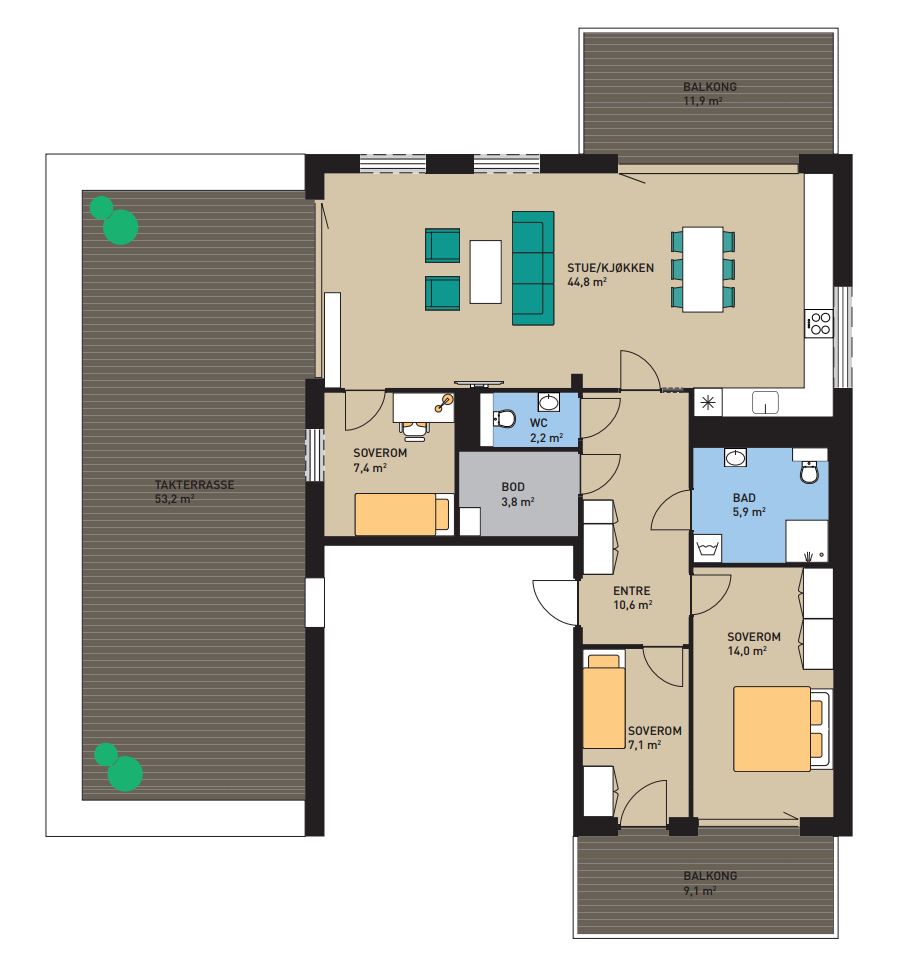 BALKONG
11,9 m²
STUE/KJØKKEN
44,8 m²
WC
2,2 m²
SOVEROM
7,4 m²
TAKTERRASSE
53,2 m²
BOD
3,8 m²
BAD
5,9 m²
ENTRE
10,6 m²
SOVEROM
14,0 m²
SOVEROM
7,1 m²
BALKONG
9,1 m²